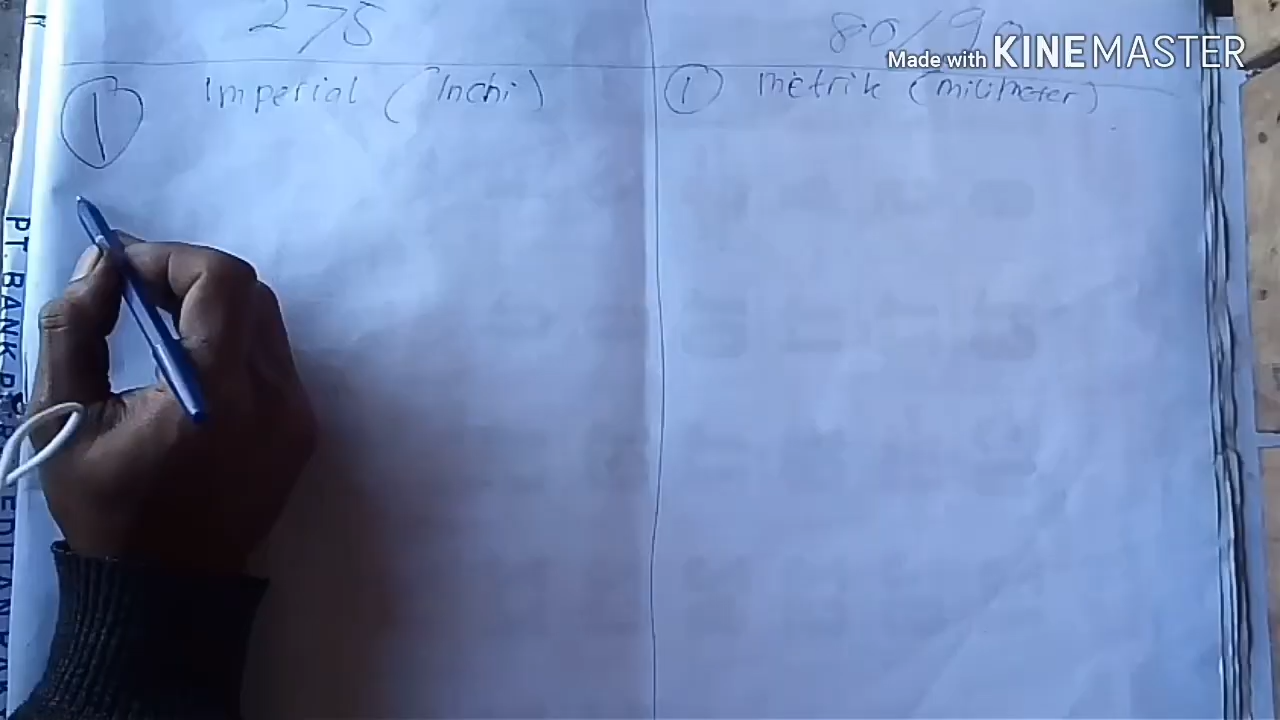 275
80/90
Made with KINEMASTER
① Imperial (Inchi)
① metrik (milimeter)
PT. BANK P